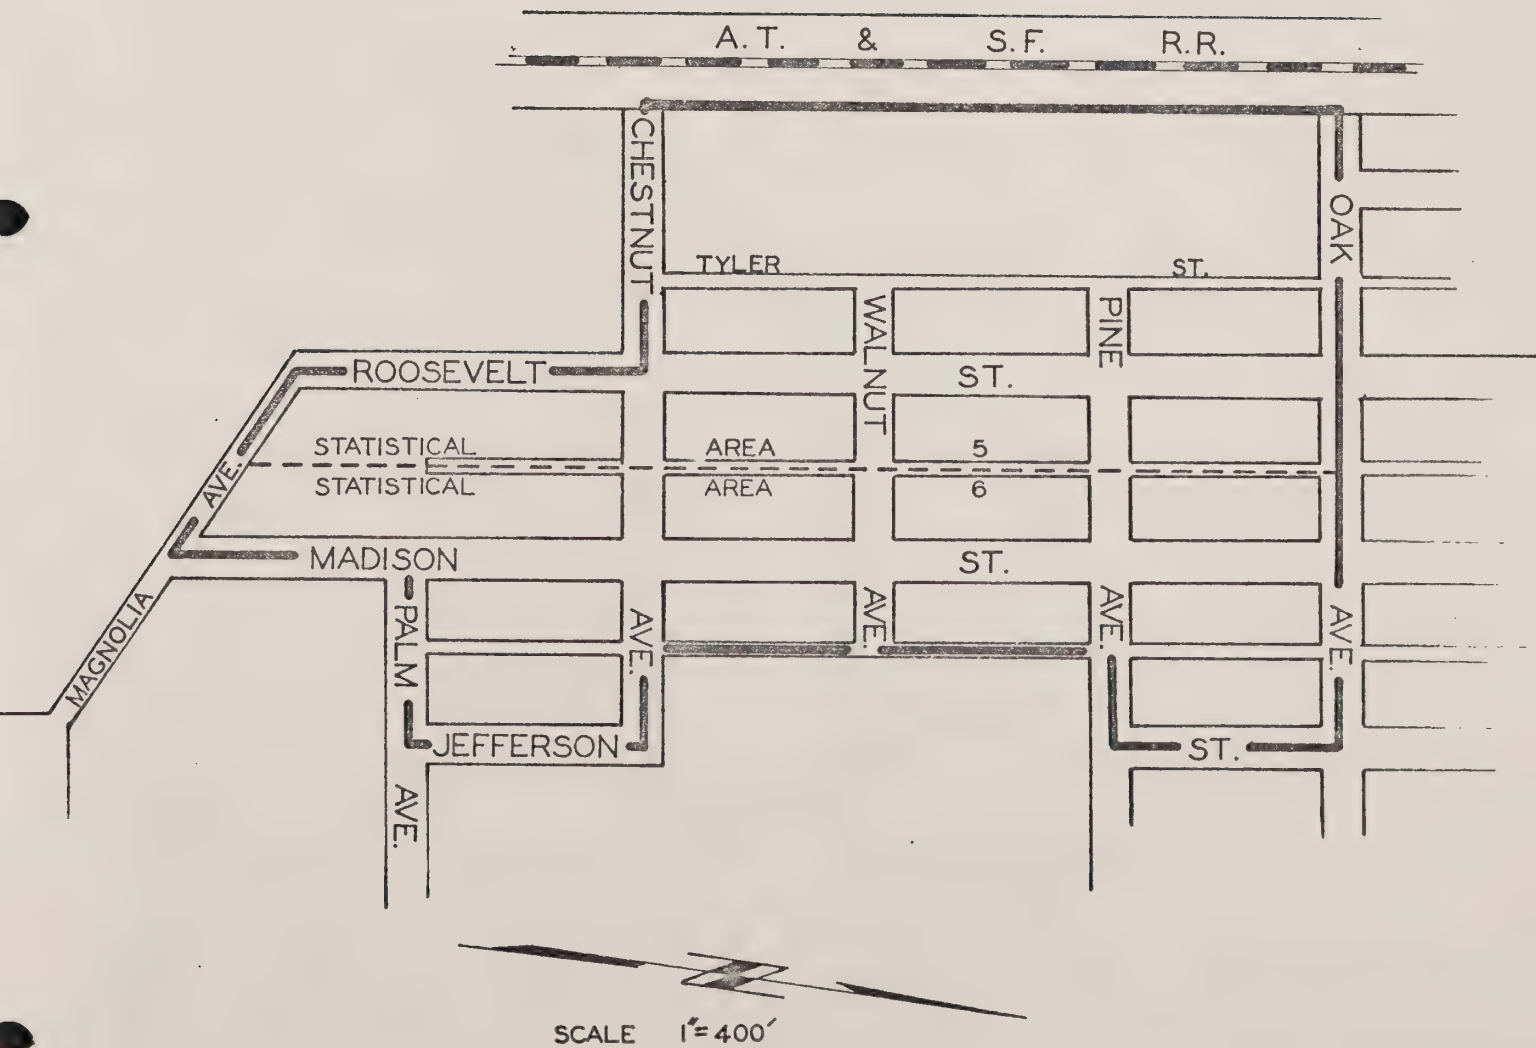 A.T. & S.F. R.R.
CHESTNUT AVE.
OAK AVE.
TYLER ST.
WALNUT AVE.
PINE AVE.
ROOSEVELT ST.
STATISTICAL AREA 5
STATISTICAL AREA 6
MAGNOLIA AVE.
MADISON ST.
PALM AVE.
JEFFERSON ST.
N
SCALE 1"=400'